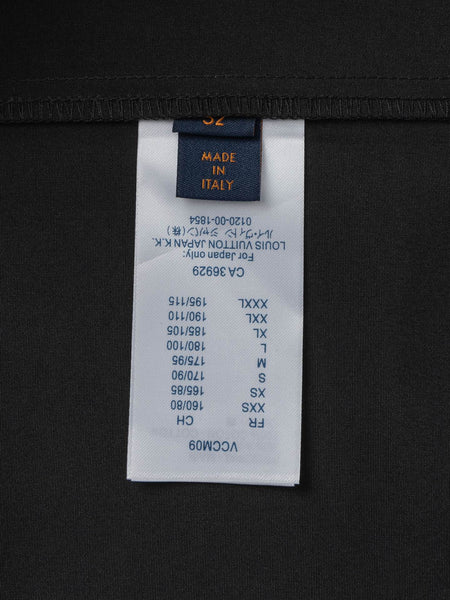 MADE
IN
ITALY
VCCM09
FR CH
XXS 160/80
XS 165/85
S 170/90
M 175/95
L 180/100
XL 185/105
XXL 190/110
XXXL 195/115
CA 36929
For Japan only:
LOUIS VUITTON JAPAN K.K.
ルイ・ヴィトン ジャパン(株)
0120-00-1854